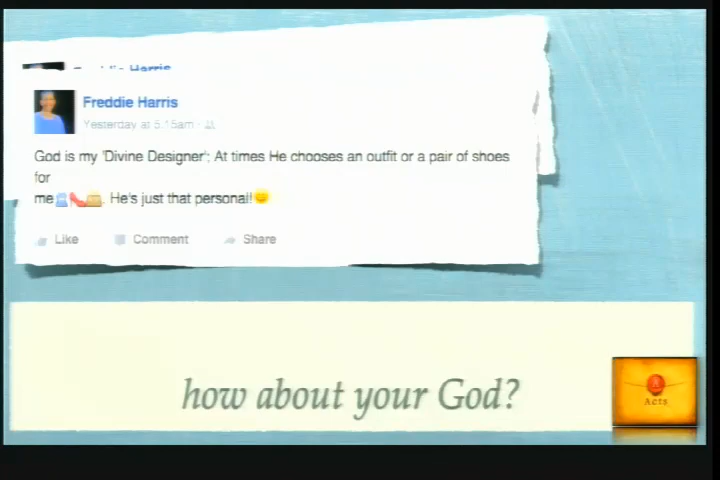 Freddie Harris
Yesterday at 5:15am ·
God is my 'Divine Designer'; At times He chooses an outfit or a pair of shoes
for
me👗👠👜. He's just that personal!😊
Like Comment Share
how about your God?
Acts